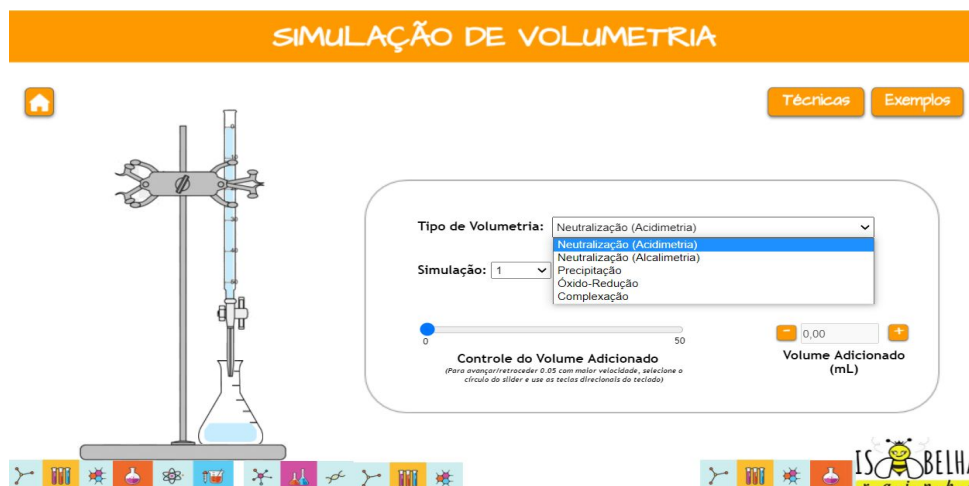 SIMULAÇÃO DE VOLUMETRIA
Técnicas
Exemplos
Tipo de Volumetria:
Neutralização (Acidimetria)
Neutralização (Acidimetria)
Neutralização (Alcalimetria)
Precipitação
Óxido-Redução
Complexação
Simulação:
1
0
50
Controle do Volume Adicionado
(Para avançar/retroceder 0.05 com maior velocidade, selecione o
círculo do slider e use as teclas direcionais do teclado)
-
0,00
+
Volume Adicionado
(mL)